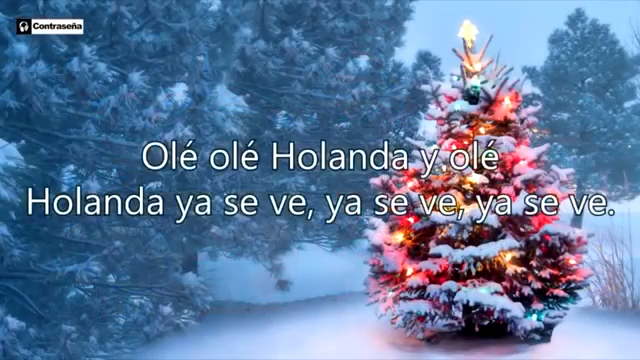 Contraseña
Olé olé Holanda y olé
Holanda ya se ve, ya se ve, ya se ve.